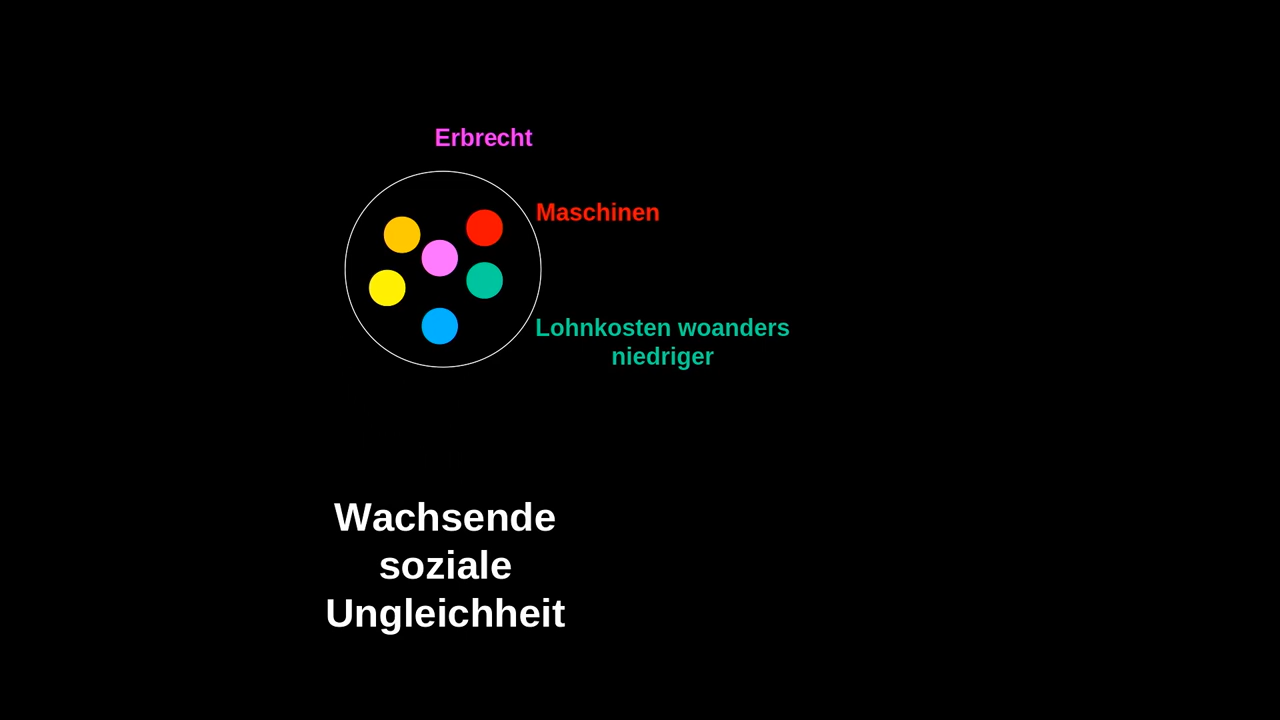 Erbrecht
Maschinen
Lohnkosten woanders
niedriger
Wachsende
soziale
Ungleichheit